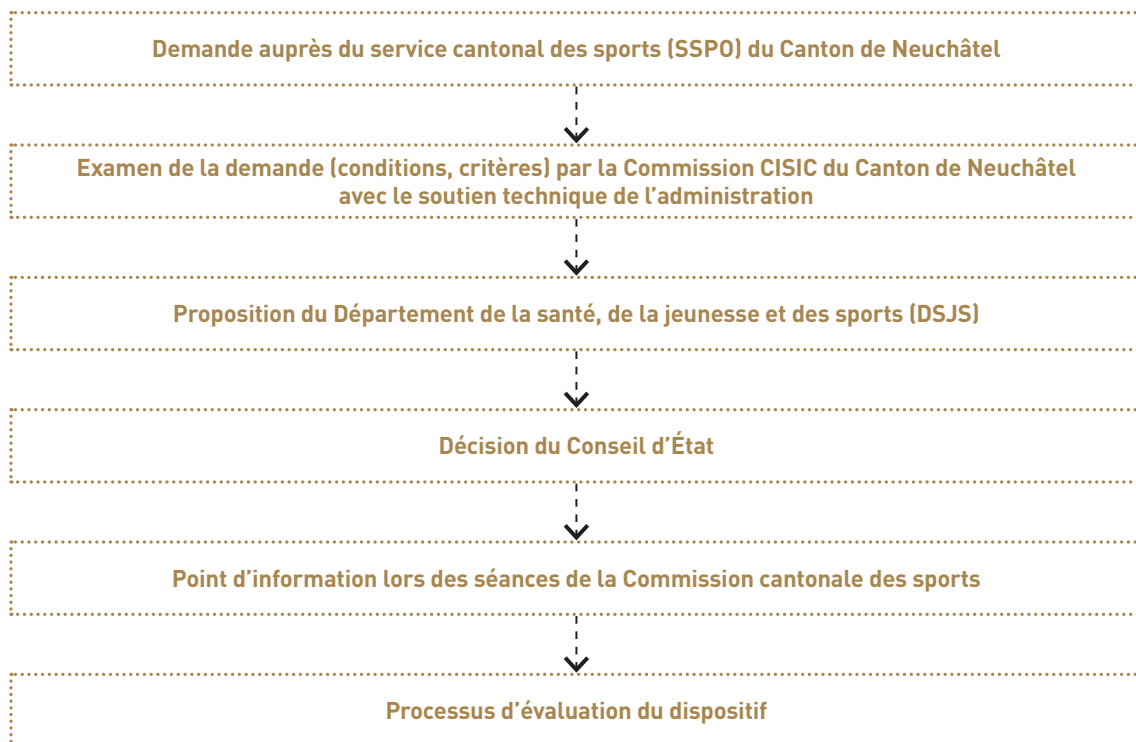 Demande auprès du service cantonal des sports (SSPO) du Canton de Neuchâtel
Examen de la demande (conditions, critères) par la Commission CISIC du Canton de Neuchâtel
avec le soutien technique de l’administration
Proposition du Département de la santé, de la jeunesse et des sports (DSJS)
Décision du Conseil d’État
Point d’information lors des séances de la Commission cantonale des sports
Processus d’évaluation du dispositif